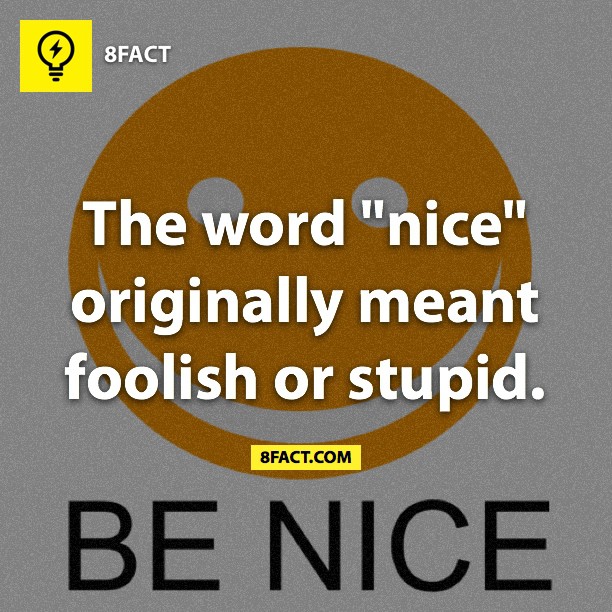 8FACT
The word "nice"
originally meant
foolish or stupid.
8FACT.COM
BE NICE